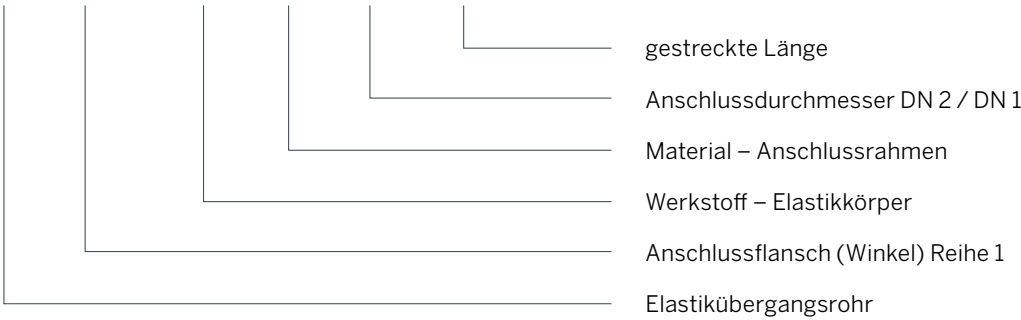 gestreckte Länge
Anschlussdurchmesser DN 2 / DN 1
Material – Anschlussrahmen
Werkstoff – Elastikkörper
Anschlussflansch (Winkel) Reihe 1
Elastikübergangsrohr